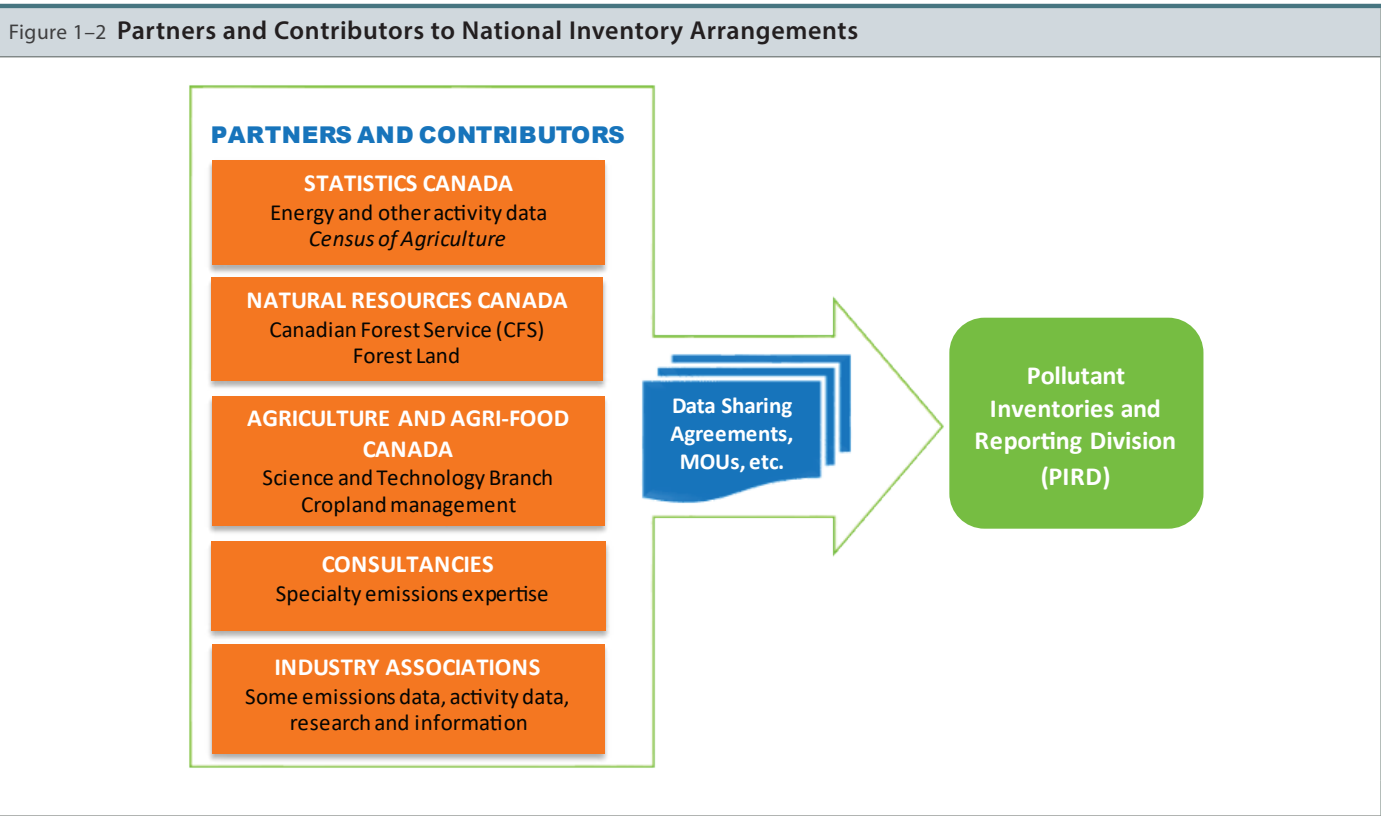 Figure 1–2 Partners and Contributors to National Inventory Arrangements
PARTNERS AND CONTRIBUTORS
STATISTICS CANADA
Energy and other activity data
Census of Agriculture
NATURAL RESOURCES CANADA
Canadian Forest Service (CFS)
Forest Land
AGRICULTURE AND AGRI-FOOD
CANADA
Science and Technology Branch
Cropland management
CONSULTANCIES
Specialty emissions expertise
INDUSTRY ASSOCIATIONS
Some emissions data, activity data,
research and information
Data Sharing
Agreements,
MOUs, etc.
Pollutant
Inventories and
Reporting Division
(PIRD)